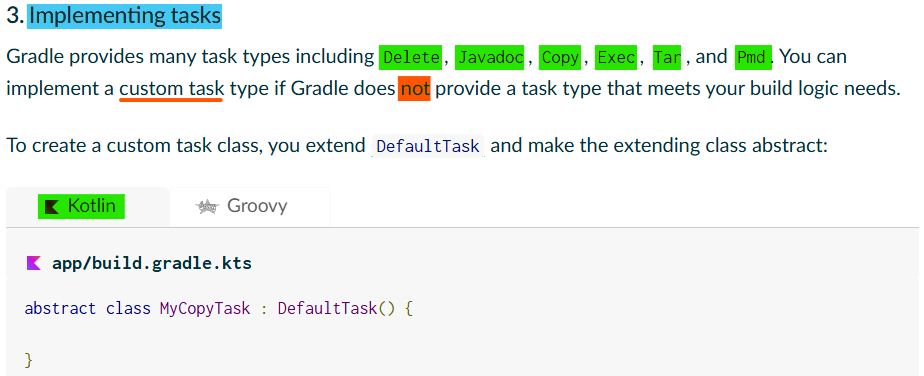 3. Implementing tasks
Gradle provides many task types including Delete, Javadoc, Copy, Exec, Tar, and Pmd. You can
implement a custom task type if Gradle does not provide a task type that meets your build logic needs.
To create a custom task class, you extend DefaultTask and make the extending class abstract:
Kotlin
Groovy
app/build.gradle.kts
abstract class MyCopyTask : DefaultTask() {
}